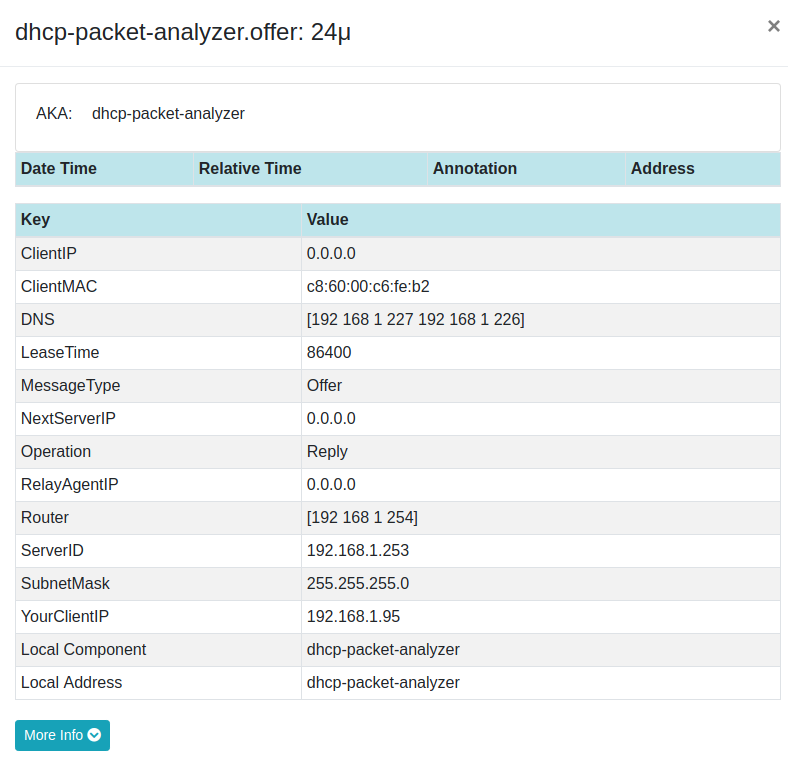 dhcp-packet-analyzer.offer: 24μ
×
AKA: dhcp-packet-analyzer
Date Time Relative Time Annotation Address
Key Value
ClientIP 0.0.0.0
ClientMAC c8:60:00:c6:fe:b2
DNS [192 168 1 227 192 168 1 226]
LeaseTime 86400
MessageType Offer
NextServerIP 0.0.0.0
Operation Reply
RelayAgentIP 0.0.0.0
Router [192 168 1 254]
ServerID 192.168.1.253
SubnetMask 255.255.255.0
YourClientIP 192.168.1.95
Local Component dhcp-packet-analyzer
Local Address dhcp-packet-analyzer
More Info